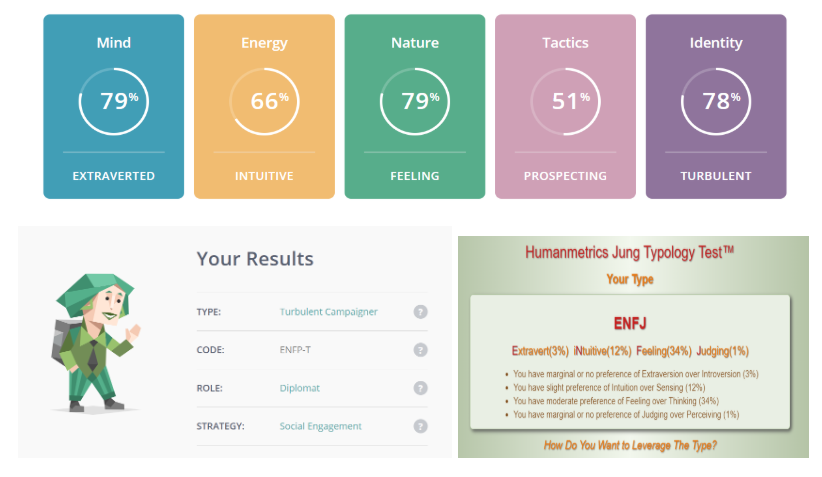 Mind
79%
EXTRAVERTED
Energy
66%
INTUITIVE
Nature
79%
FEELING
Tactics
51%
PROSPECTING
Identity
78%
TURBULENT
Your Results
TYPE: Turbulent Campaigner ?
CODE: ENFP-T ?
ROLE: Diplomat ?
STRATEGY: Social Engagement ?
Humanmetrics Jung Typology Test™
Your Type
ENFJ
Extravert(3%) iNtuitive(12%) Feeling(34%) Judging(1%)
• You have marginal or no preference of Extraversion over Introversion (3%)
• You have slight preference of Intuition over Sensing (12%)
• You have moderate preference of Feeling over Thinking (34%)
• You have marginal or no preference of Judging over Perceiving (1%)
How Do You Want to Leverage The Type?